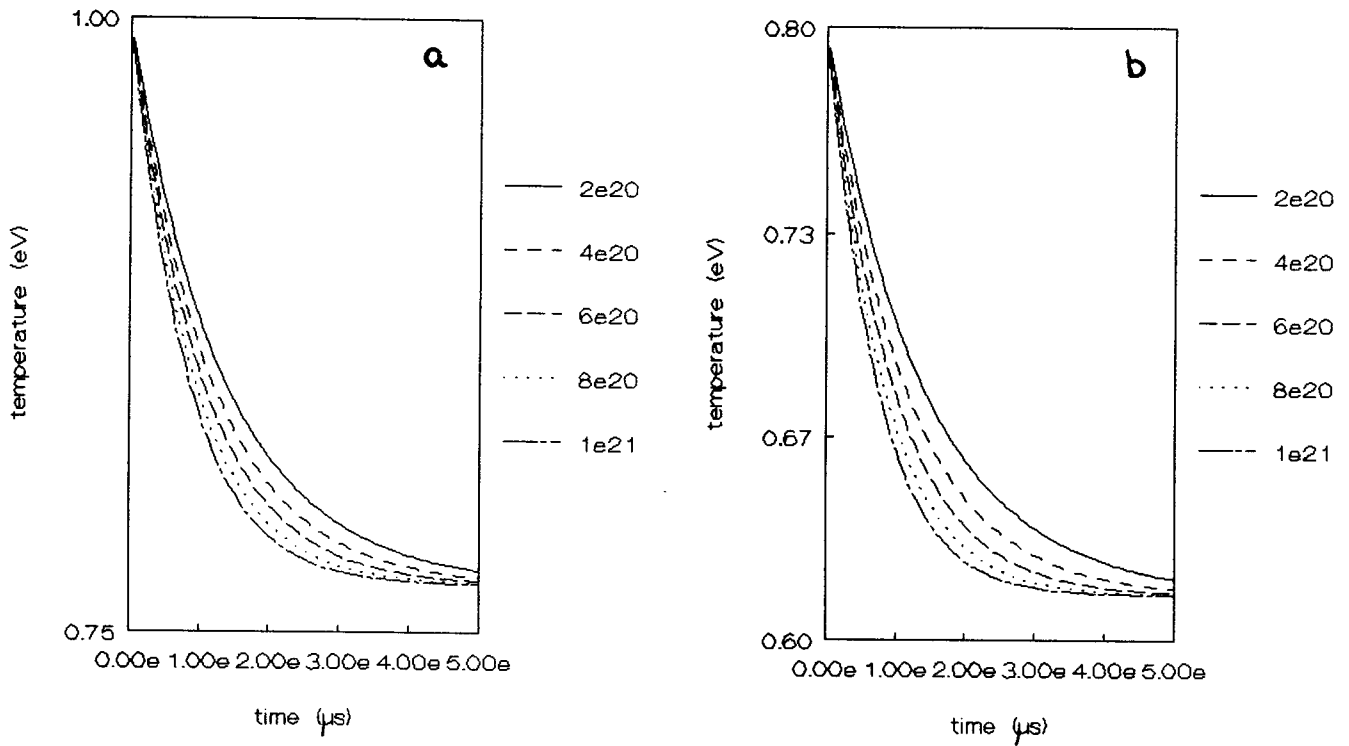 1.00
a
temperature (eV)
2e20
4e20
6e20
8e20
1e21
0.75
0.00e 1.00e 2.00e 3.00e 4.00e 5.00e
time (μs)
0.80
b
0.73
temperature (eV)
0.67
2e20
4e20
6e20
8e20
1e21
0.60
0.00e 1.00e 2.00e 3.00e 4.00e 5.00e
time (μs)